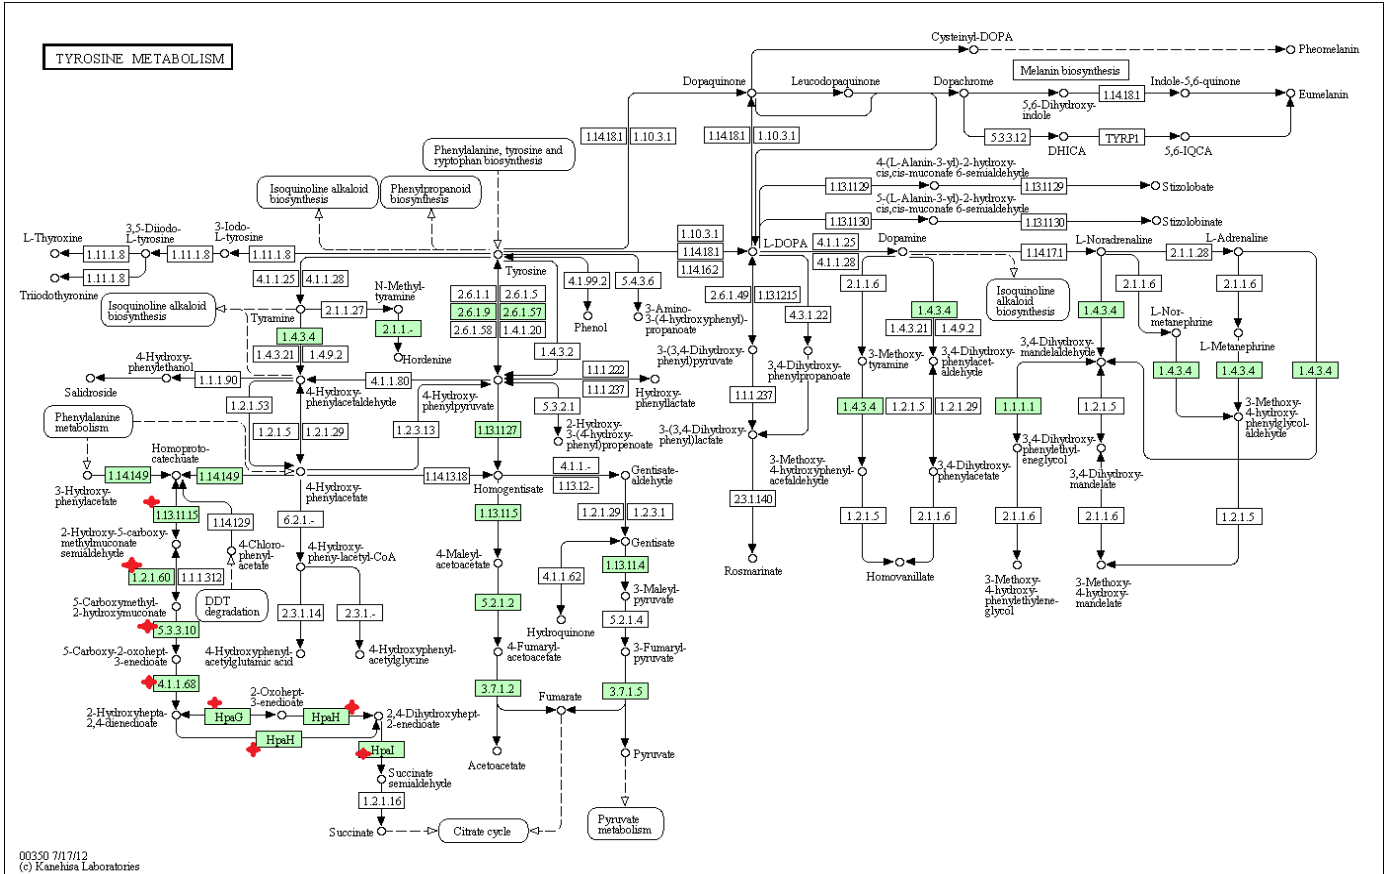 TYROSINE METABOLISM
Cysteinyl-DOPA
Pheomelanin
Melanin biosynthesis
Dopaquinone
Leucodopaquinone
Dopachrome
Indole-5,6-quinone
1.14.18.1
Eumelanin
5,6-Dihydroxy-
indole
1.14.18.1
1.10.3.1
1.14.18.1
1.10.3.1
5.3.3.12
TYRP1
DHICA
5,6-IQCA
Phenylalanine, tyrosine and
ryptophan biosynthesis
Isoquinoline alkaloid
biosynthesis
Phenylpropanoid
biosynthesis
4-(L-Alanin-3-yl)-2-hydroxy-
cis,cis-muconate 6-semialdehyde
1.13.1129
1.13.1129
Stizolobate
5-(L-Alanin-3-yl)-2-hydroxy-
cis,cis-muconate 6-semialdehyde
1.13.1130
1.13.1130
Stizolobinate
L-Thyroxine
3,5-Diiodo-
L-tyrosine
3-Iodo-
L-tyrosine
1.11.1.8
1.11.1.8
1.11.1.8
1.11.1.8
Triiodothyronine
1.10.3.1
1.14.18.1
1.14.16.2
L-DOPA
4.1.1.25
4.1.1.28
Dopamine
1.14.17.1
L-Noradrenaline
2.1.1.28
L-Adrenaline
Tyrosine
4.1.1.25
4.1.1.28
4.1.99.2
5.4.3.6
Phenol
3-Amino-
3-(4-hydroxyphenyl)-
propanoate
N-Methyl-
tyramine
2.1.1.27
2.1.1.-
Hordenine
Isoquinoline alkaloid
biosynthesis
Tyramine
1.4.3.4
1.4.3.21
1.4.9.2
2.6.1.1
2.6.1.5
2.6.1.9
2.6.1.57
2.6.1.58
1.4.1.20
1.4.3.2
2.6.1.49
1.13.1215
4.3.1.22
2.1.1.6
1.4.3.4
1.4.3.21
1.4.9.2
Isoquinoline
alkaloid
biosynthesis
1.4.3.4
2.1.1.6
2.1.1.6
L-Nor-
metanephrine
L-Metanephrine
1.4.3.4
1.4.3.4
1.4.3.4
4-Hydroxy-
phenylethanol
Salidroside
1.1.1.90
4-Hydroxy-
phenylacetaldehyde
4.1.1.80
4-Hydroxy-
phenylpyruvate
1.1.1.222
1.1.1.237
Hydroxy-
phenyllactate
3-(3,4-Dihydroxy-
phenyl)pyruvate
3,4-Dihydroxy-
phenylpropanoate
3-Methoxy-
tyramine
3,4-Dihydroxy-
phenylacet-
aldehyde
3,4-Dihydroxy-
mandelaldehyde
1.4.3.4
1.2.1.5
1.2.1.29
1.1.1.1
1.2.1.5
3-Methoxy-
4-hydroxy-
phenylglycol-
aldehyde
1.2.1.53
1.2.1.5
1.2.1.29
1.2.3.13
5.3.2.1
2-Hydroxy-
3-(4-hydroxy-
phenyl)propenoate
1.13.1127
1.1.1.237
3-(3,4-Dihydroxy-
phenyl)lactate
Phenylalanine
metabolism
Homoproto-
catechuate
1.14.14.9
1.14.14.9
3-Hydroxy-
phenylacetate
4-Hydroxy-
phenylacetate
1.14.13.18
Homogentisate
4.1.1.-
1.13.12.-
Gentisate-
aldehyde
1.2.1.29
1.2.3.1
Gentisate
3-Methoxy-
4-hydroxyphenyl-
acetaldehyde
3,4-Dihydroxy-
phenylacetate
3,4-Dihydroxy-
phenylethyl-
eneglycol
3,4-Dihydroxy-
mandelate
2.3.1.140
Rosmarinate
1.2.1.5
2.1.1.6
Homovanillate
2.1.1.6
3-Methoxy-
4-hydroxy-
phenylethylene-
glycol
2.1.1.6
3-Methoxy-
4-hydroxy-
mandelate
1.2.1.5
1.13.11.15
1.14.12.9
6.2.1.-
1.13.11.5
2-Hydroxy-5-carboxy-
methylmuconate
semialdehyde
4-Chloro-
phenyl-
acetate
4-Hydroxy-
pheny-lacetyl-CoA
4-Maleyl-
acetoacetate
4.1.1.62
Hydroquinone
1.13.11.4
3-Maleyl-
pyruvate
1.2.1.60
1.1.1.312
DDT
degradation
5-Carboxymethyl-
2-hydroxymuconate
2.3.1.14
2.3.1.-
5.2.1.2
5.2.1.4
5.3.3.10
5-Carboxy-2-oxohept-
3-enedioate
4-Hydroxyphenyl-
acetylglutamic acid
4-Hydroxyphenyl-
acetylglycine
4-Fumaryl-
acetoacetate
3-Fumaryl-
pyruvate
4.1.1.68
3.7.1.2
3.7.1.5
Fumarate
2-Hydroxyhepta-
2,4-dienedioate
HpaG
2-Oxohept-
3-enedioate
HpaH
2,4-Dihydroxyhept-
2-enedioate
HpaH
HpaI
Acetoacetate
Pyruvate
Succinate
semialdehyde
1.2.1.16
Succinate
Citrate cycle
Pyruvate
metabolism
00350 7/17/12
(c) Kanehisa Laboratories